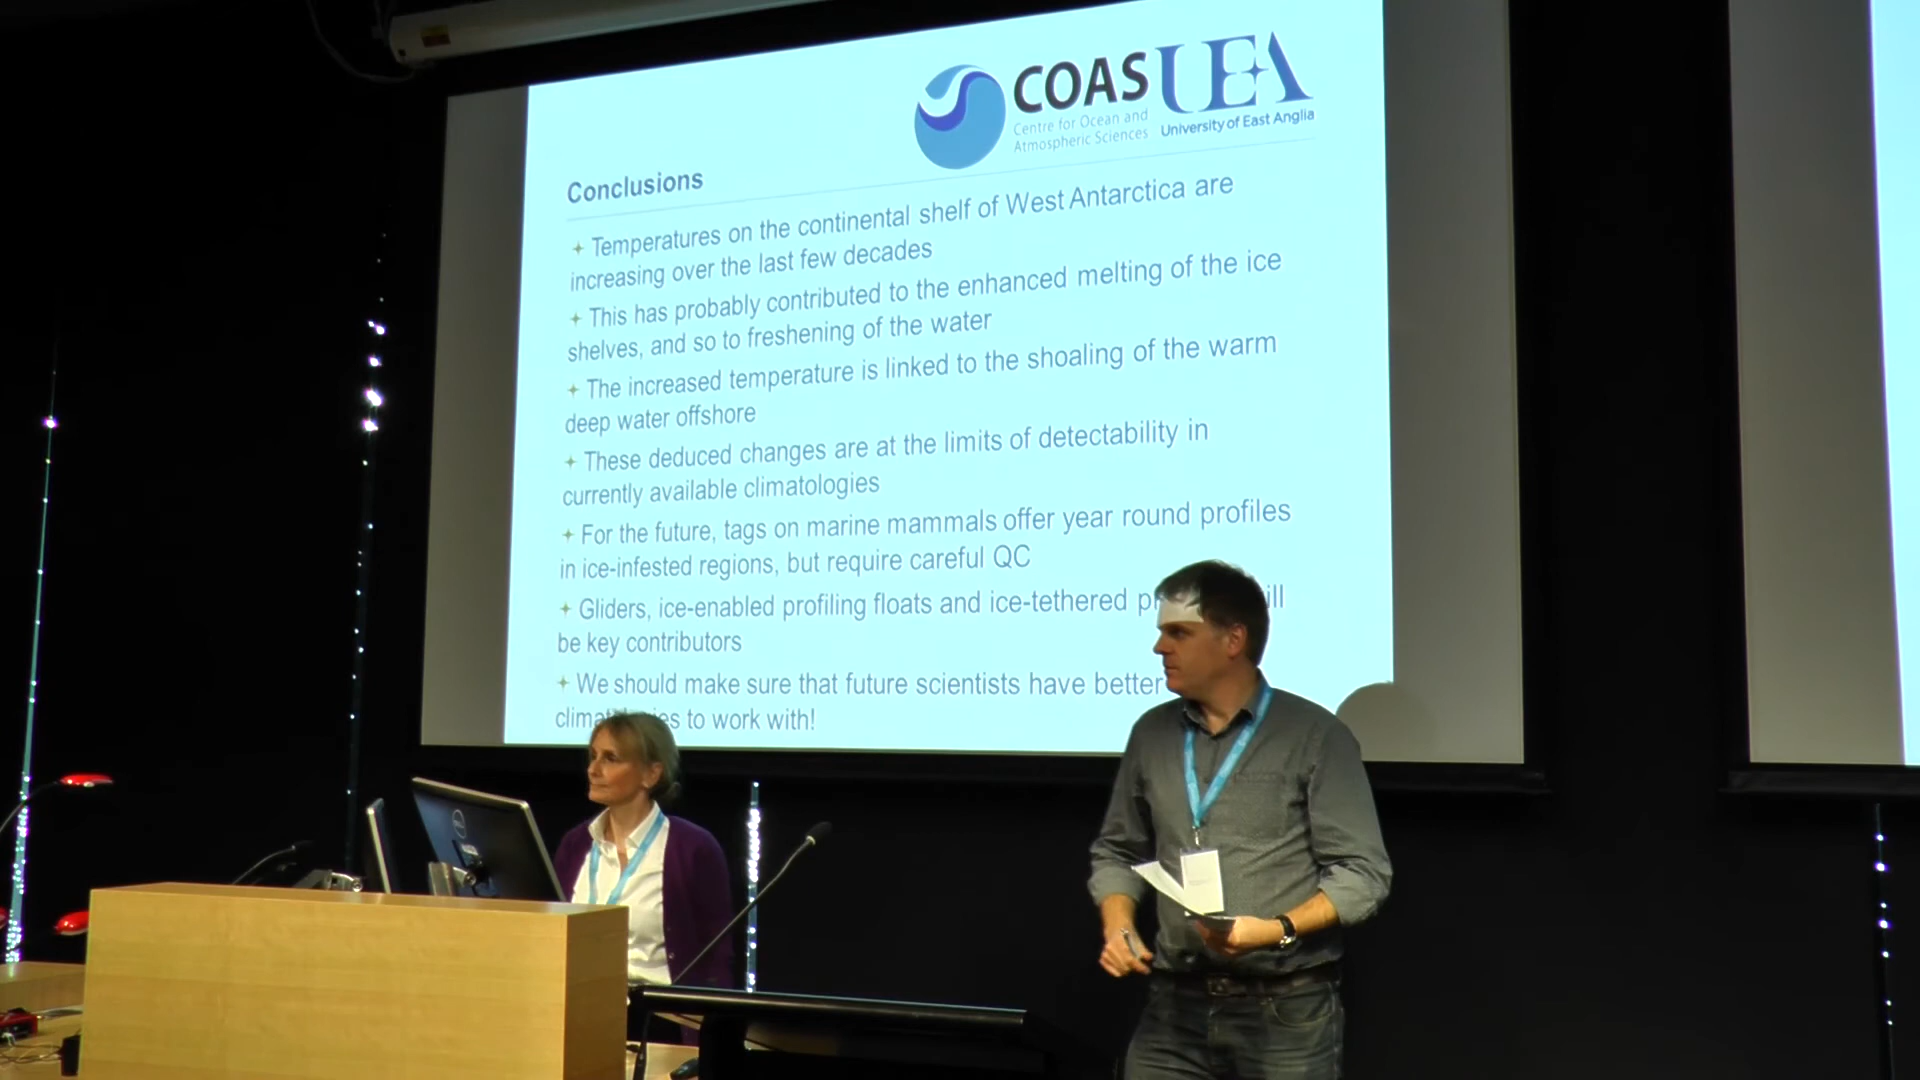 COAS
Centre for Ocean and
Atmospheric Sciences
UEA
University of East Anglia
Conclusions
Temperatures on the continental shelf of West Antarctica are
increasing over the last few decades
This has probably contributed to the enhanced melting of the ice
shelves, and so to freshening of the water
The increased temperature is linked to the shoaling of the warm
deep water offshore
These deduced changes are at the limits of detectability in
currently available climatologies
For the future, tags on marine mammals offer year round profiles
in ice-infested regions, but require careful QC
Gliders, ice-enabled profiling floats and ice-tethered
be key contributors
We should make sure that future scientists have better
to work with!